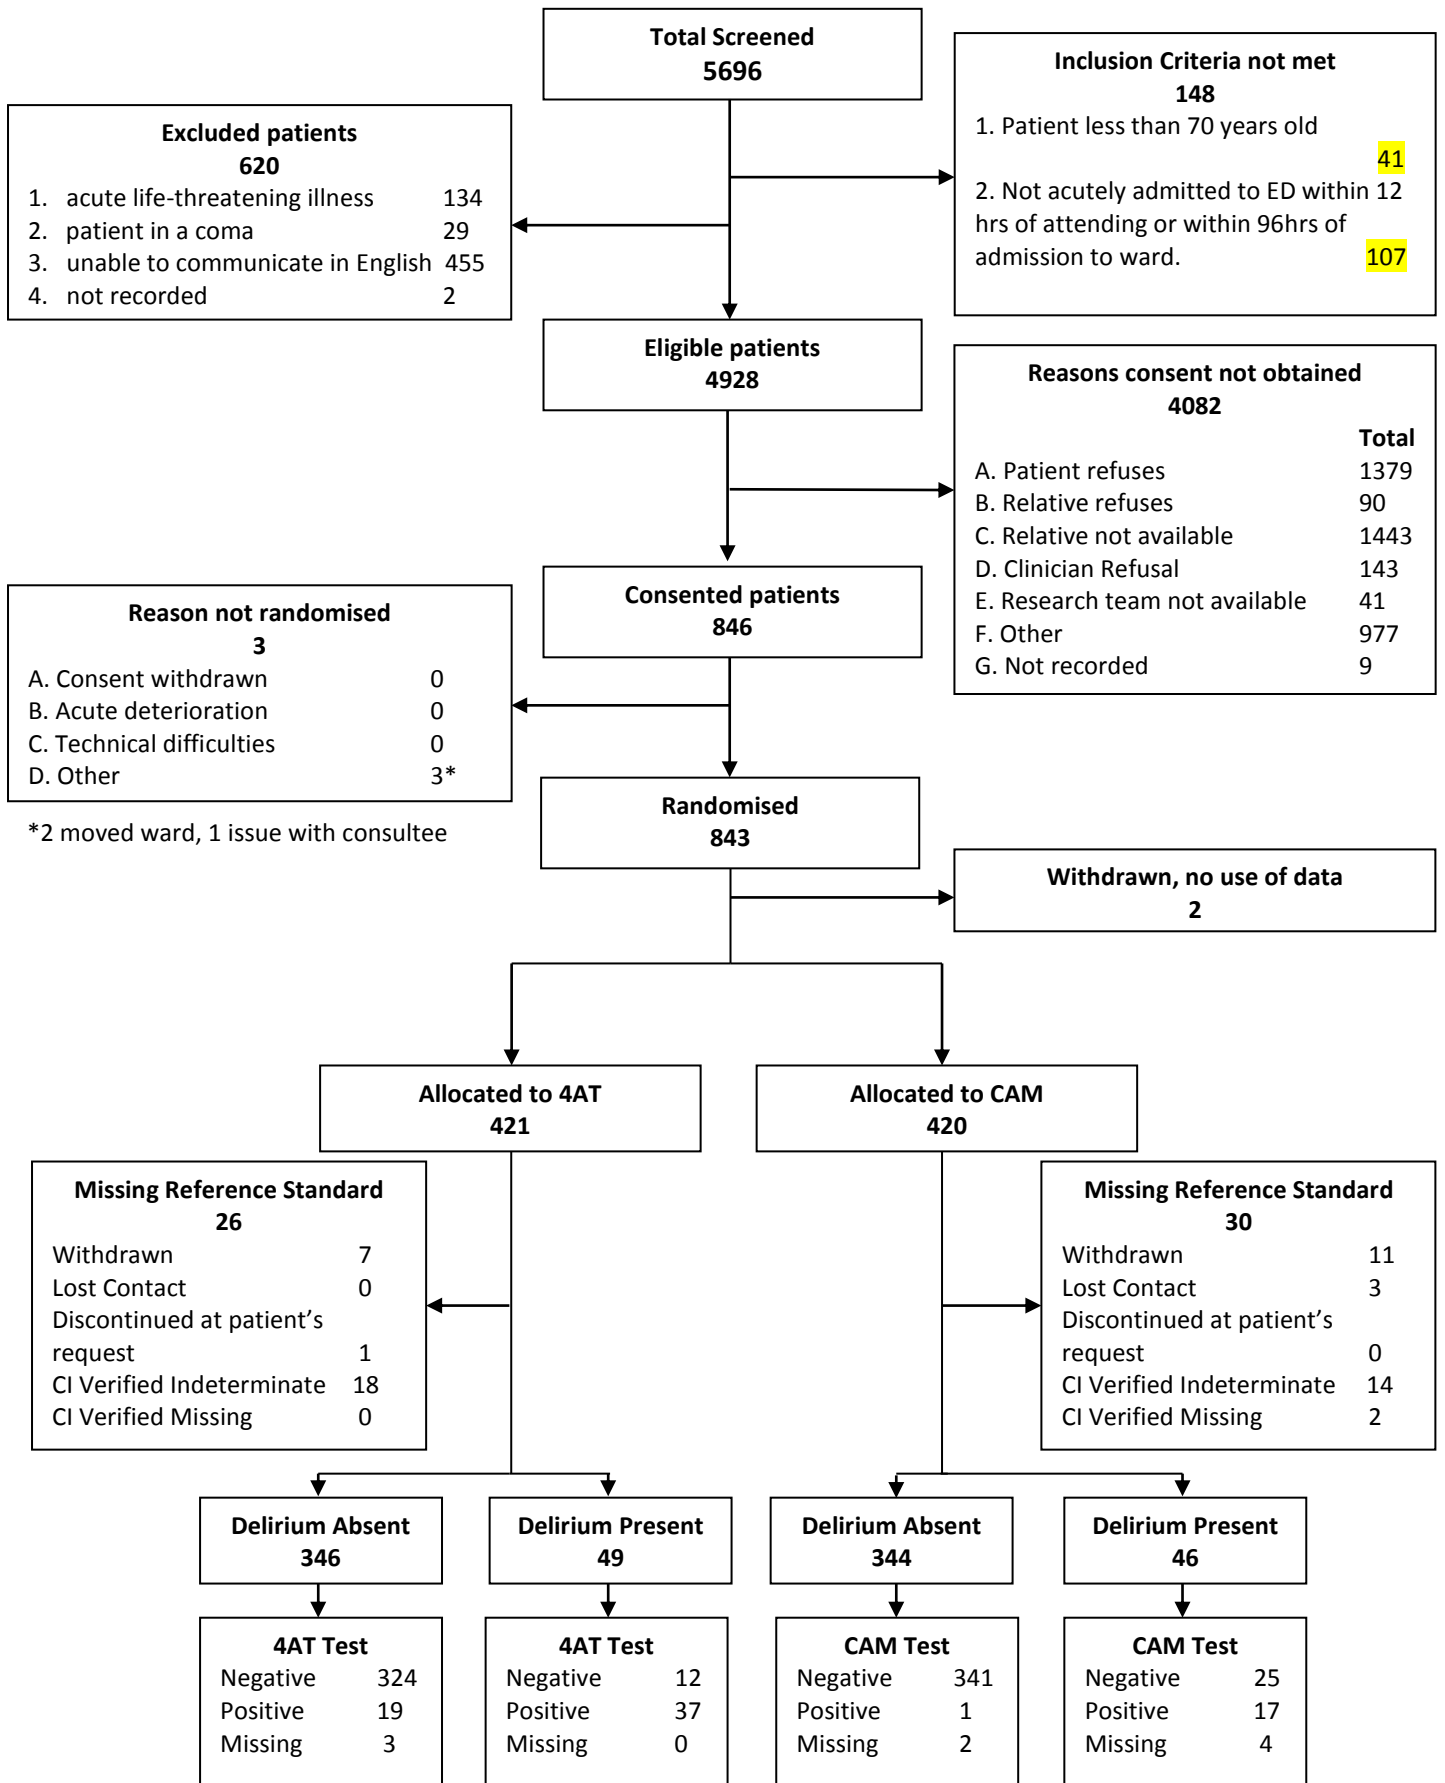 Total Screened
5696
Inclusion Criteria not met
148
1. Patient less than 70 years old
41
2. Not acutely admitted to ED within 12
hrs of attending or within 96hrs of
admission to ward. 107
Excluded patients
620
1. acute life-threatening illness 134
2. patient in a coma 29
3. unable to communicate in English 455
4. not recorded 2
Eligible patients
4928
Reasons consent not obtained
4082
Total
A. Patient refuses 1379
B. Relative refuses 90
C. Relative not available 1443
D. Clinician Refusal 143
E. Research team not available 41
F. Other 977
G. Not recorded 9
Consented patients
846
Reason not randomised
3
A. Consent withdrawn 0
B. Acute deterioration 0
C. Technical difficulties 0
D. Other 3*
*2 moved ward, 1 issue with consultee
Randomised
843
Withdrawn, no use of data
2
Allocated to 4AT
421
Allocated to CAM
420
Missing Reference Standard
26
Withdrawn 7
Lost Contact 0
Discontinued at patient’s
request 1
CI Verified Indeterminate 18
CI Verified Missing 0
Missing Reference Standard
30
Withdrawn 11
Lost Contact 3
Discontinued at patient’s
request 0
CI Verified Indeterminate 14
CI Verified Missing 2
Delirium Absent
346
Delirium Present
49
Delirium Absent
344
Delirium Present
46
4AT Test
Negative 324
Positive 19
Missing 3
4AT Test
Negative 12
Positive 37
Missing 0
CAM Test
Negative 341
Positive 1
Missing 2
CAM Test
Negative 25
Positive 17
Missing 4